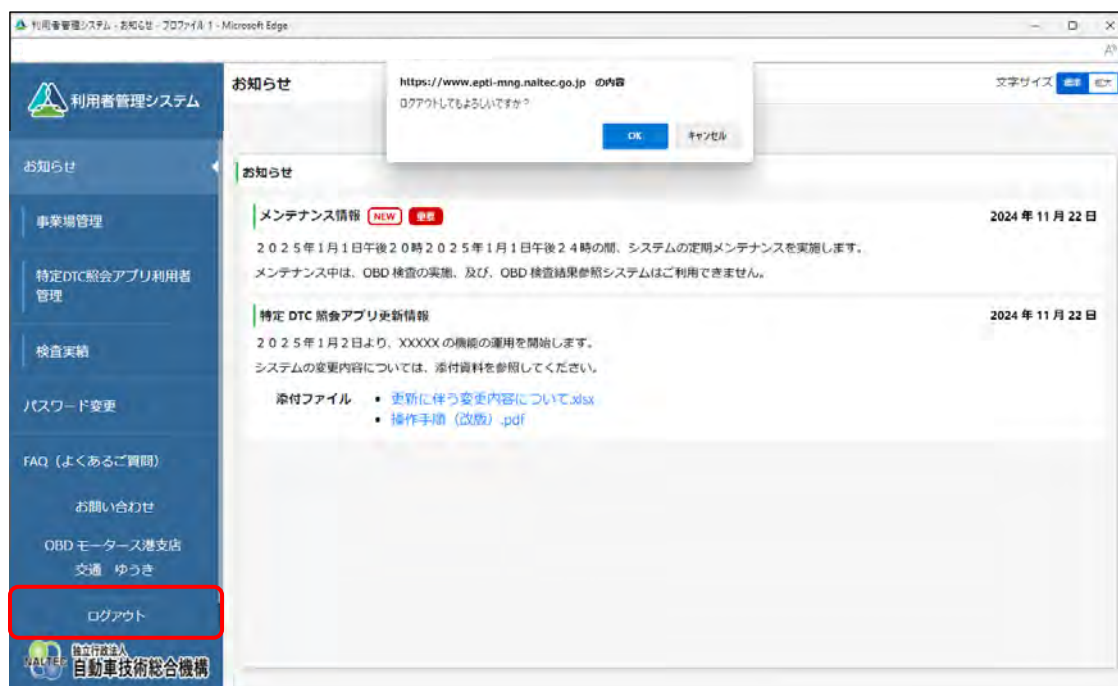 利用者管理システム - お知らせ - プロファイル 1 - Microsoft Edge
利用者管理システム
お知らせ
事業場管理
特定DTC照会アプリ利用者
管理
検査実績
パスワード変更
FAQ（よくあるご質問）
お問い合わせ
OBD モータース港支店
交通 ゆうき
ログアウト
NALTEC 独立行政法人
自動車技術総合機構
お知らせ
文字サイズ 標準 拡大
https://www.epti-mng.naltec.go.jp の内容
ログアウトしてもよろしいですか？
OK キャンセル
お知らせ
メンテナンス情報 NEW 重要 2024 年 11 月 22 日
２０２５年１月１日午後２０時２０２５年１月１日午後２４時の間、システムの定期メンテナンスを実施します。
メンテナンス中は、OBD 検査の実施、及び、OBD 検査結果参照システムはご利用できません。
特定 DTC 照会アプリ更新情報 2024 年 11 月 22 日
２０２５年１月２日より、XXXXX の機能の運用を開始します。
システムの変更内容については、添付資料を参照してください。
添付ファイル • 更新に伴う変更内容について.xlsx
• 操作手順（改版）.pdf